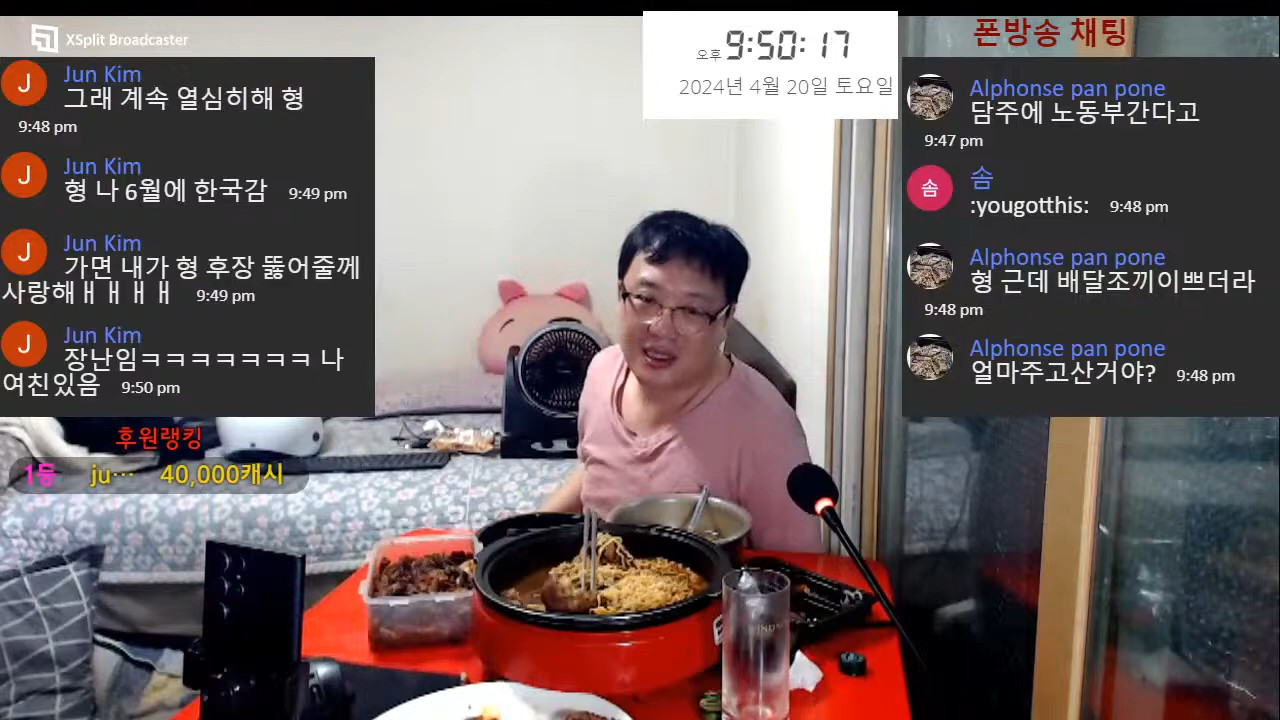 XSplit Broadcaster
Jun Kim
그래 계속 열심히해 형
9:48 pm
Jun Kim
형 나 6월에 한국감 9:49 pm
Jun Kim
가면 내가 형 후장 뚫어줄께
사랑해ㅐㅐㅐㅐ 9:49 pm
Jun Kim
장난임ㅋㅋㅋㅋㅋㅋㅋ 나
여친있음 9:50 pm
J
J
J
J
후원랭킹
1등 ju… 40,000캐시
오후 9:50:17
2024년 4월 20일 토요일
폰방송 채팅
Alphonse pan pone
담주에 노동부간다고
9:47 pm
솜
솜
:yougotthis: 9:48 pm
Alphonse pan pone
형 근데 배달조끼이쁘더라
9:48 pm
Alphonse pan pone
얼마주고산거야? 9:48 pm